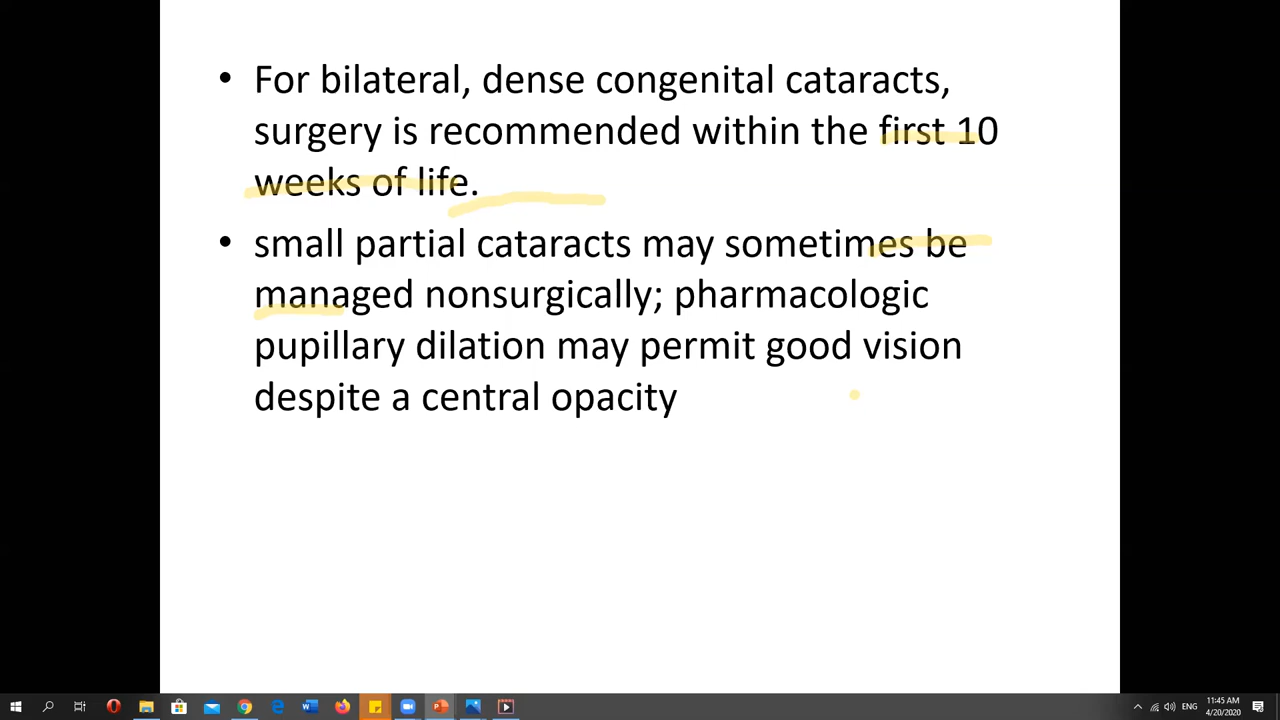 • For bilateral, dense congenital cataracts,
surgery is recommended within the first 10
weeks of life.
• small partial cataracts may sometimes be
managed nonsurgically; pharmacologic
pupillary dilation may permit good vision
despite a central opacity
11:45 AM
ENG
4/20/2020